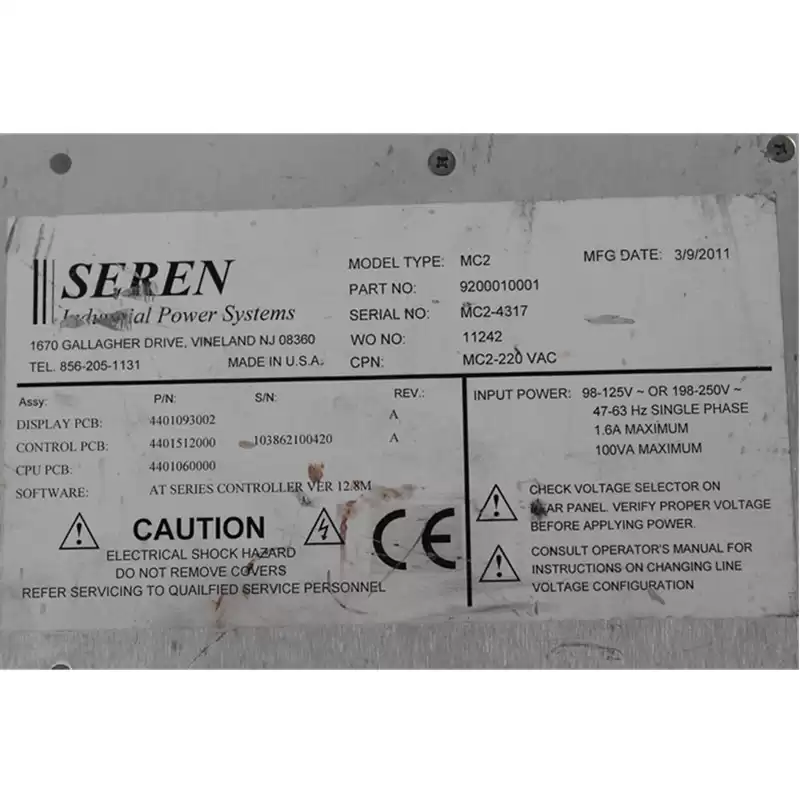 SEREN
Industrial Power Systems
1670 GALLAGHER DRIVE, VINELAND NJ 08360
TEL. 856-205-1131 MADE IN U.S.A.
MODEL TYPE: MC2 MFG DATE: 3/9/2011
PART NO: 9200010001
SERIAL NO: MC2-4317
WO NO: 11242
CPN: MC2-220 VAC
Assy: P/N: S/N: REV.:
DISPLAY PCB: 4401093002 A
CONTROL PCB: 4401512000 103862100420 A
CPU PCB: 4401060000
SOFTWARE: AT SERIES CONTROLLER VER 12.8M
CAUTION
ELECTRICAL SHOCK HAZARD
DO NOT REMOVE COVERS
REFER SERVICING TO QUAILFIED SERVICE PERSONNEL
CE
INPUT POWER: 98-125V ~ OR 198-250V ~
47-63 Hz SINGLE PHASE
1.6A MAXIMUM
100VA MAXIMUM
CHECK VOLTAGE SELECTOR ON
REAR PANEL. VERIFY PROPER VOLTAGE
BEFORE APPLYING POWER.
CONSULT OPERATOR'S MANUAL FOR
INSTRUCTIONS ON CHANGING LINE
VOLTAGE CONFIGURATION